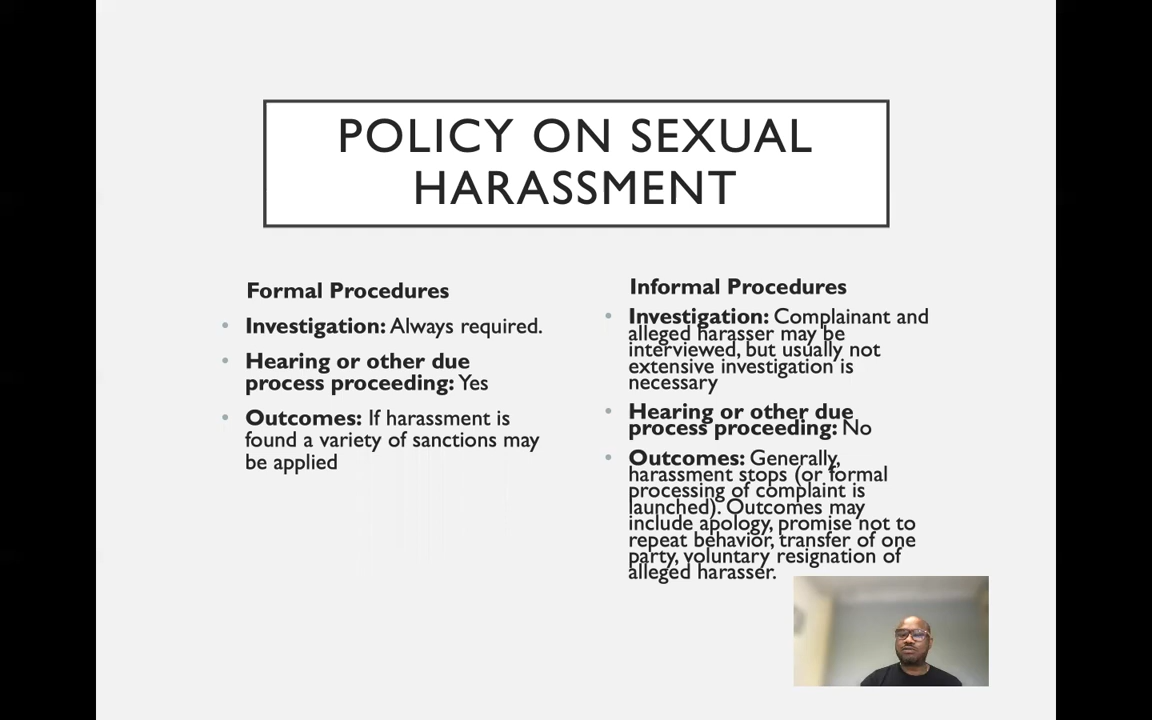 POLICY ON SEXUAL
HARASSMENT
Formal Procedures
• Investigation: Always required.
• Hearing or other due
process proceeding: Yes
• Outcomes: If harassment is
found a variety of sanctions may
be applied
Informal Procedures
• Investigation: Complainant and
alleged harasser may be
interviewed, but usually not
extensive investigation is
necessary
• Hearing or other due
process proceeding: No
• Outcomes: Generally,
harassment stops (or formal
processing of complaint is
launched). Outcomes may
include apology, promise not to
repeat behavior, transfer of one
party, voluntary resignation of
alleged harasser.